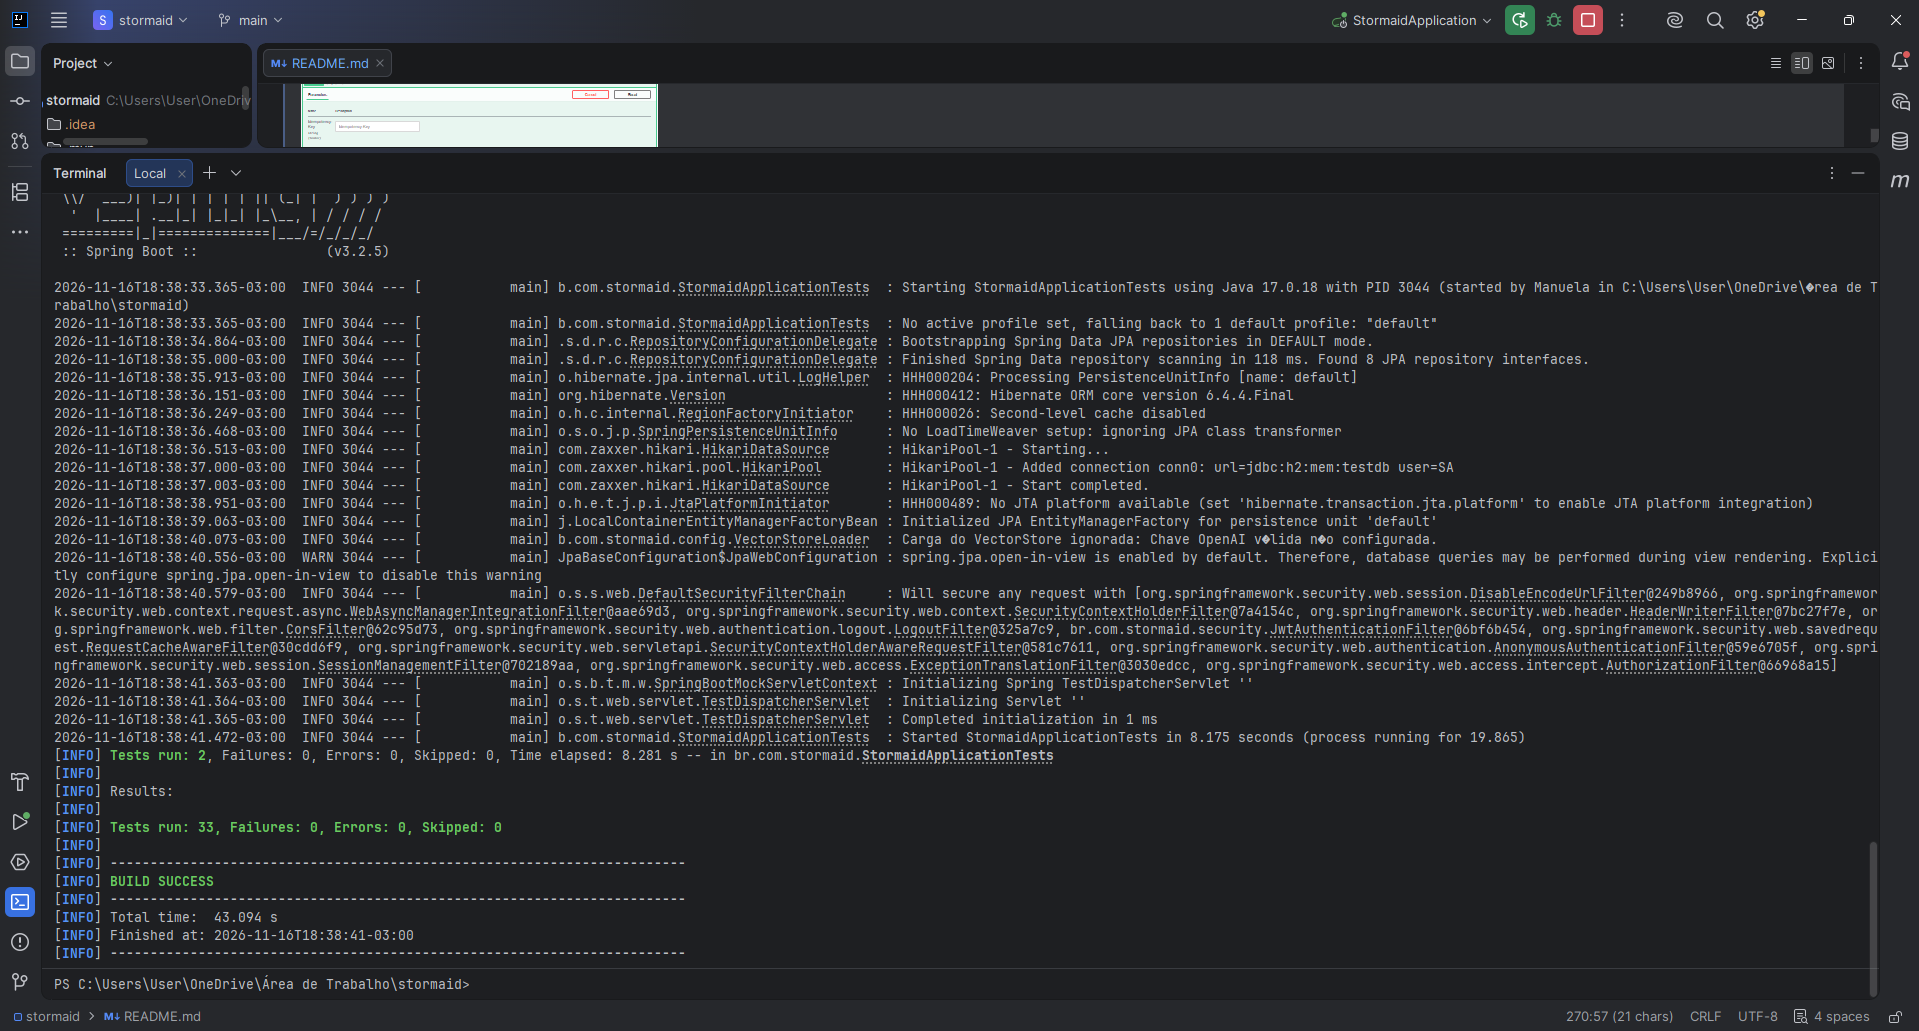 stormaid
main
StormaidApplication
Project
README.md
stormaid C:\Users\User\OneDriv
.idea
Terminal
Local
=========|_|==============|___/=/_/_/_/
:: Spring Boot ::                (v3.2.5)
2026-11-16T18:38:33.365-03:00  INFO 3044 --- [           main] b.com.stormaid.StormaidApplicationTests  : Starting StormaidApplicationTests using Java 17.0.18 with PID 3044 (started by Manuela in C:\Users\User\OneDrive\�rea de T
rabalho\stormaid)
2026-11-16T18:38:33.365-03:00  INFO 3044 --- [           main] b.com.stormaid.StormaidApplicationTests  : No active profile set, falling back to 1 default profile: "default"
2026-11-16T18:38:34.864-03:00  INFO 3044 --- [           main] .s.d.r.c.RepositoryConfigurationDelegate : Bootstrapping Spring Data JPA repositories in DEFAULT mode.
2026-11-16T18:38:35.000-03:00  INFO 3044 --- [           main] .s.d.r.c.RepositoryConfigurationDelegate : Finished Spring Data repository scanning in 118 ms. Found 8 JPA repository interfaces.
2026-11-16T18:38:35.913-03:00  INFO 3044 --- [           main] o.hibernate.jpa.internal.util.LogHelper  : HHH000204: Processing PersistenceUnitInfo [name: default]
2026-11-16T18:38:36.151-03:00  INFO 3044 --- [           main] org.hibernate.Version                    : HHH000412: Hibernate ORM core version 6.4.4.Final
2026-11-16T18:38:36.249-03:00  INFO 3044 --- [           main] o.h.c.internal.RegionFactoryInitiator    : HHH000026: Second-level cache disabled
2026-11-16T18:38:36.468-03:00  INFO 3044 --- [           main] o.s.o.j.p.SpringPersistenceUnitInfo      : No LoadTimeWeaver setup: ignoring JPA class transformer
2026-11-16T18:38:36.513-03:00  INFO 3044 --- [           main] com.zaxxer.hikari.HikariDataSource       : HikariPool-1 - Starting...
2026-11-16T18:38:37.000-03:00  INFO 3044 --- [           main] com.zaxxer.hikari.pool.HikariPool        : HikariPool-1 - Added connection conn0: url=jdbc:h2:mem:testdb user=SA
2026-11-16T18:38:37.003-03:00  INFO 3044 --- [           main] com.zaxxer.hikari.HikariDataSource       : HikariPool-1 - Start completed.
2026-11-16T18:38:38.951-03:00  INFO 3044 --- [           main] o.h.e.t.j.p.i.JtaPlatformInitiator       : HHH000489: No JTA platform available (set 'hibernate.transaction.jta.platform' to enable JTA platform integration)
2026-11-16T18:38:39.063-03:00  INFO 3044 --- [           main] j.LocalContainerEntityManagerFactoryBean : Initialized JPA EntityManagerFactory for persistence unit 'default'
2026-11-16T18:38:40.073-03:00  INFO 3044 --- [           main] b.com.stormaid.config.VectorStoreLoader  : Carga do VectorStore ignorada: Chave OpenAI v�lida n�o configurada.
2026-11-16T18:38:40.556-03:00  WARN 3044 --- [           main] JpaBaseConfiguration$JpaWebConfiguration : spring.jpa.open-in-view is enabled by default. Therefore, database queries may be performed during view rendering. Explici
tly configure spring.jpa.open-in-view to disable this warning
2026-11-16T18:38:40.579-03:00  INFO 3044 --- [           main] o.s.s.web.DefaultSecurityFilterChain     : Will secure any request with [org.springframework.security.web.session.DisableEncodeUrlFilter@249b8966, org.springframewor
k.security.web.context.request.async.WebAsyncManagerIntegrationFilter@aae69d3, org.springframework.security.web.context.SecurityContextHolderFilter@7a4154c, org.springframework.security.web.header.HeaderWriterFilter@7bc27f7e, or
g.springframework.web.filter.CorsFilter@62c95d73, org.springframework.security.web.authentication.logout.LogoutFilter@325a7c9, br.com.stormaid.security.JwtAuthenticationFilter@6bf6b454, org.springframework.security.web.savedrequ
est.RequestCacheAwareFilter@30cdd6f9, org.springframework.security.web.servletapi.SecurityContextHolderAwareRequestFilter@581c7611, org.springframework.security.web.authentication.AnonymousAuthenticationFilter@59e6705f, org.spri
ngframework.security.web.session.SessionManagementFilter@702189aa, org.springframework.security.web.access.ExceptionTranslationFilter@3030edcc, org.springframework.security.web.access.intercept.AuthorizationFilter@66968a15]
2026-11-16T18:38:41.363-03:00  INFO 3044 --- [           main] o.s.b.t.m.w.SpringBootMockServletContext : Initializing Spring TestDispatcherServlet ''
2026-11-16T18:38:41.364-03:00  INFO 3044 --- [           main] o.s.t.web.servlet.TestDispatcherServlet  : Initializing Servlet ''
2026-11-16T18:38:41.365-03:00  INFO 3044 --- [           main] o.s.t.web.servlet.TestDispatcherServlet  : Completed initialization in 1 ms
2026-11-16T18:38:41.472-03:00  INFO 3044 --- [           main] b.com.stormaid.StormaidApplicationTests  : Started StormaidApplicationTests in 8.175 seconds (process running for 19.865)
[INFO] Tests run: 2, Failures: 0, Errors: 0, Skipped: 0, Time elapsed: 8.281 s -- in br.com.stormaid.StormaidApplicationTests
[INFO]
[INFO] Results:
[INFO]
[INFO] Tests run: 33, Failures: 0, Errors: 0, Skipped: 0
[INFO]
[INFO] ------------------------------------------------------------------------
[INFO] BUILD SUCCESS
[INFO] ------------------------------------------------------------------------
[INFO] Total time:  43.094 s
[INFO] Finished at: 2026-11-16T18:38:41-03:00
[INFO] ------------------------------------------------------------------------
PS C:\Users\User\OneDrive\Área de Trabalho\stormaid>
stormaid > README.md
270:57 (21 chars)
CRLF
UTF-8
4 spaces